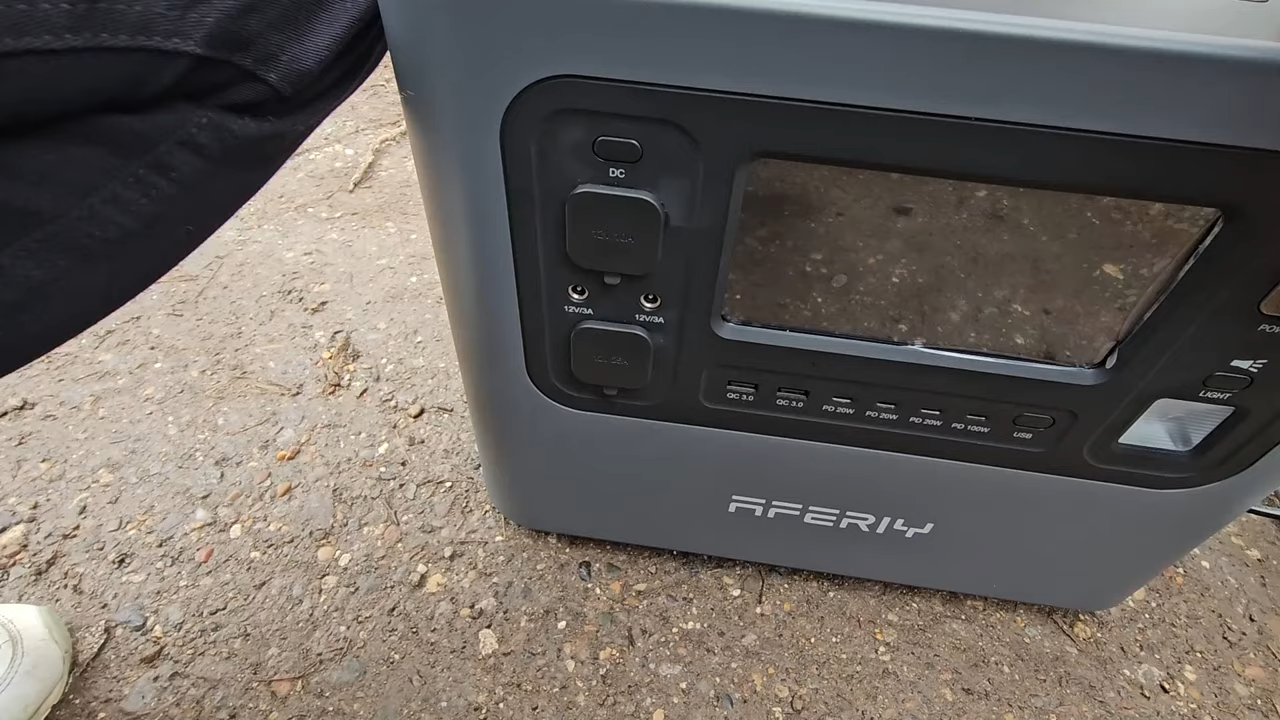 DC
12V/3A
12V/3A
QC 3.0
QC 3.0
PD 20W
PD 20W
PD 20W
PD 100W
USB
LIGHT
AFERIY